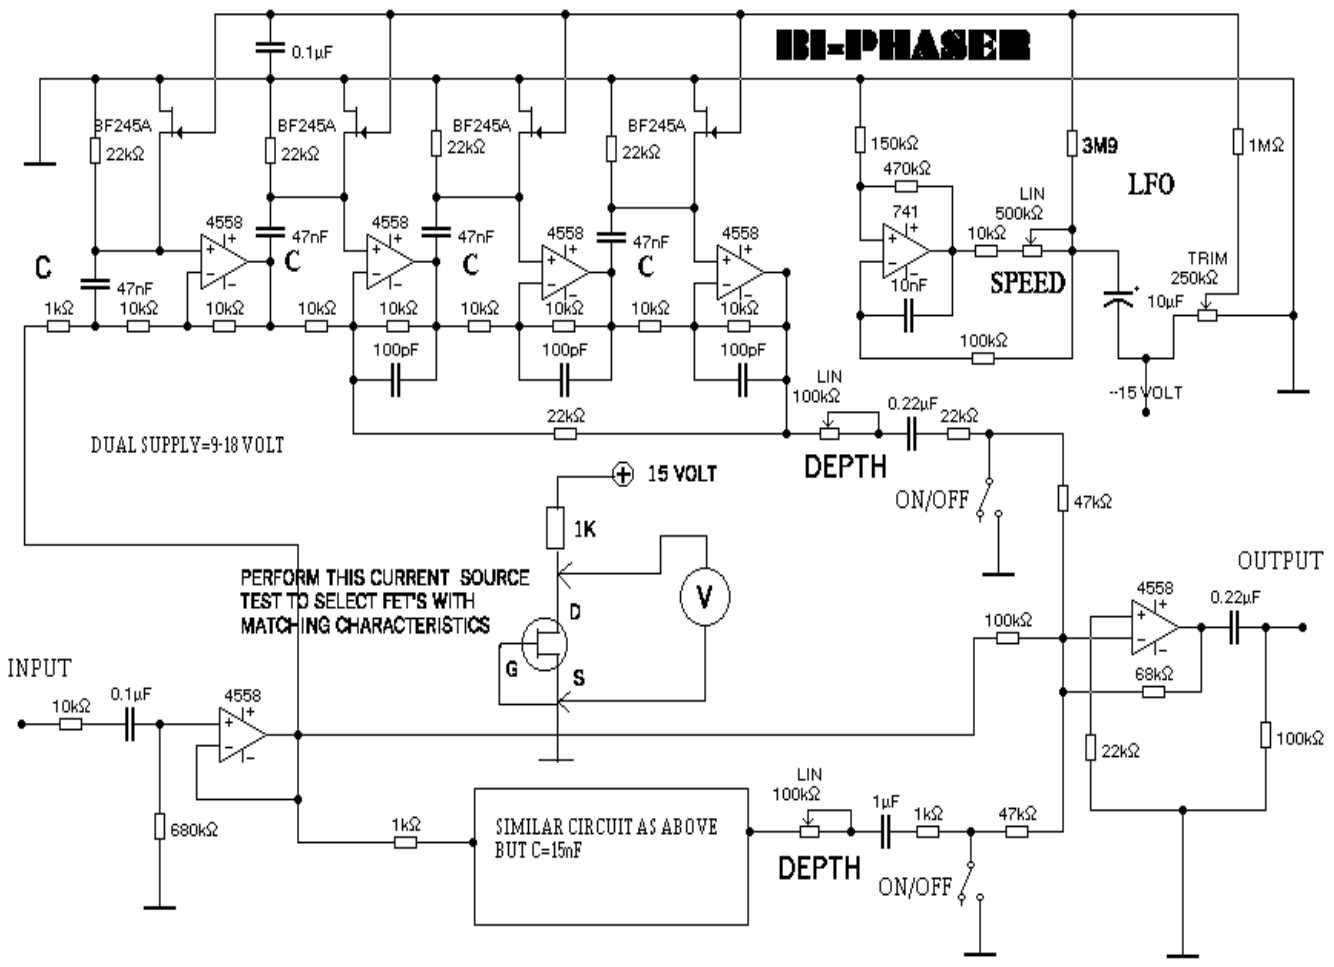 BI-PHASER
0.1µF
BF245A
22kΩ
BF245A
22kΩ
BF245A
22kΩ
BF245A
22kΩ
150kΩ
470kΩ
3M9
1MΩ
LFO
LIN
500kΩ
741
10kΩ
SPEED
10nF
100kΩ
TRIM
250kΩ
10µF
+
--15 VOLT
4558
47nF
C
4558
47nF
C
4558
47nF
C
4558
C
47nF
1kΩ
10kΩ
10kΩ
10kΩ
10kΩ
10kΩ
10kΩ
10kΩ
10kΩ
100pF
100pF
100pF
22kΩ
LIN
100kΩ
0.22µF
22kΩ
DEPTH
ON/OFF
47kΩ
DUAL SUPPLY=9-18 VOLT
+ 15 VOLT
1K
V
D
G
S
PERFORM THIS CURRENT SOURCE
TEST TO SELECT FET'S WITH
MATCHING CHARACTERISTICS
OUTPUT
4558
0.22µF
100kΩ
68kΩ
22kΩ
100kΩ
INPUT
10kΩ
0.1µF
4558
680kΩ
1kΩ
SIMILAR CIRCUIT AS ABOVE
BUT C=15nF
LIN
100kΩ
1µF
1kΩ
47kΩ
DEPTH
ON/OFF